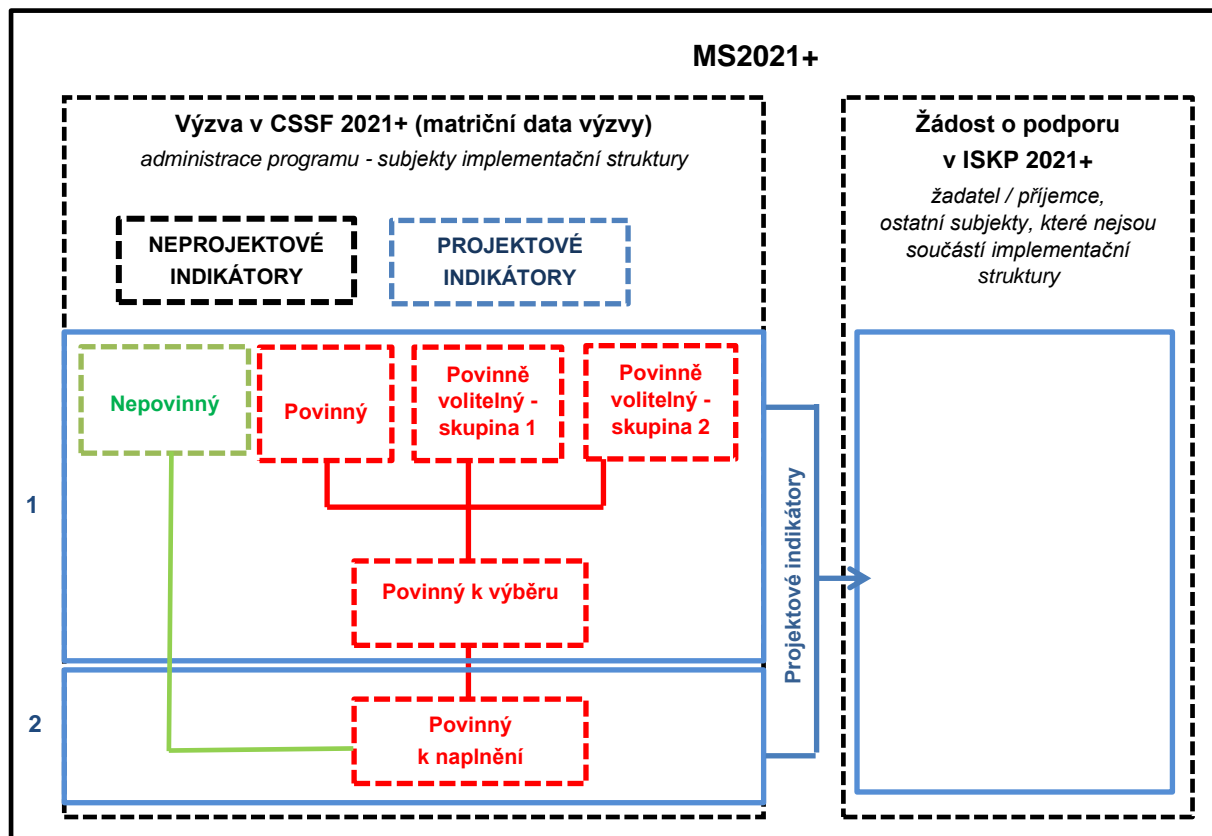 MS2021+
Výzva v CSSF 2021+ (matriční data výzvy)
administrace programu - subjekty implementační struktury
NEPROJEKTOVÉ
INDIKÁTORY
PROJEKTOVÉ
INDIKÁTORY
Žádost o podporu
v ISKP 2021+
žadatel / příjemce,
ostatní subjekty, které nejsou
součástí implementační
struktury
1
Nepovinný
Povinný
Povinně
volitelný -
skupina 1
Povinně
volitelný -
skupina 2
Povinný k výběru
2
Povinný
k naplnění
Projektové indikátory